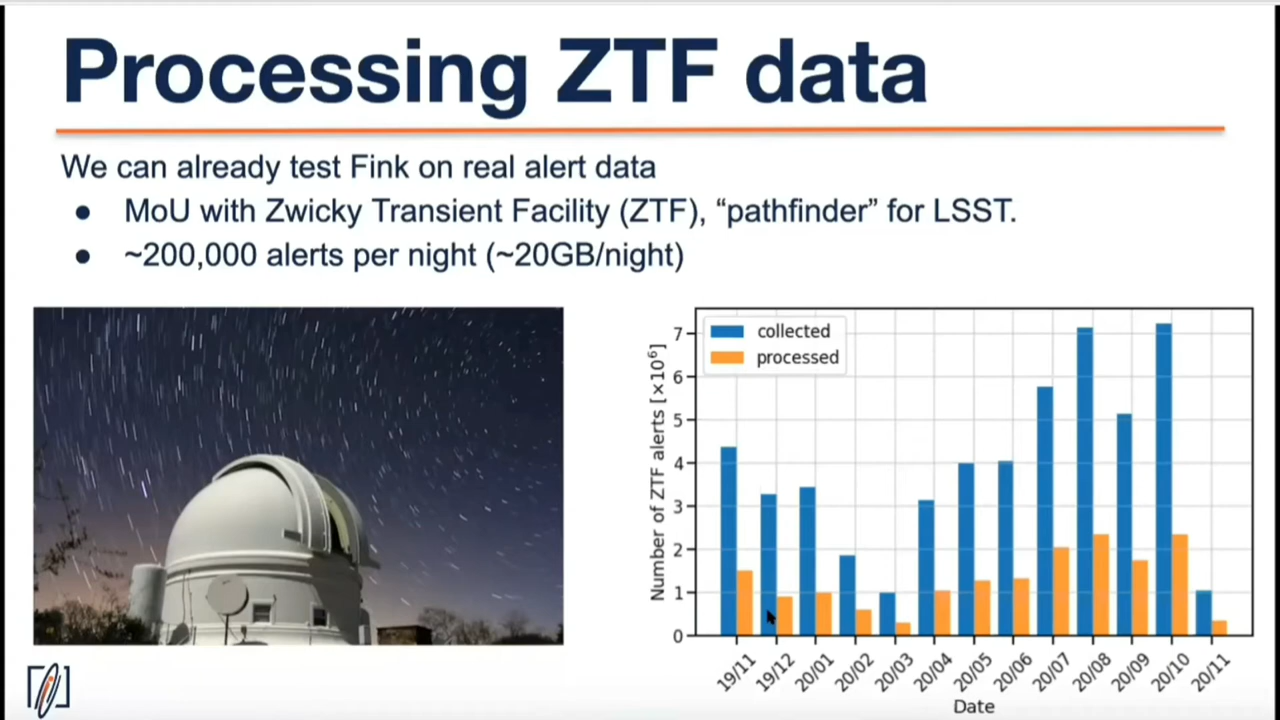 Processing ZTF data
We can already test Fink on real alert data
● MoU with Zwicky Transient Facility (ZTF), “pathfinder” for LSST.
● ~200,000 alerts per night (~20GB/night)
collected
processed
Number of ZTF alerts [×10⁶]
7
6
5
4
3
2
1
0
19/11
19/12
20/01
20/02
20/03
20/04
20/05
20/06
20/07
20/08
20/09
20/10
20/11
Date